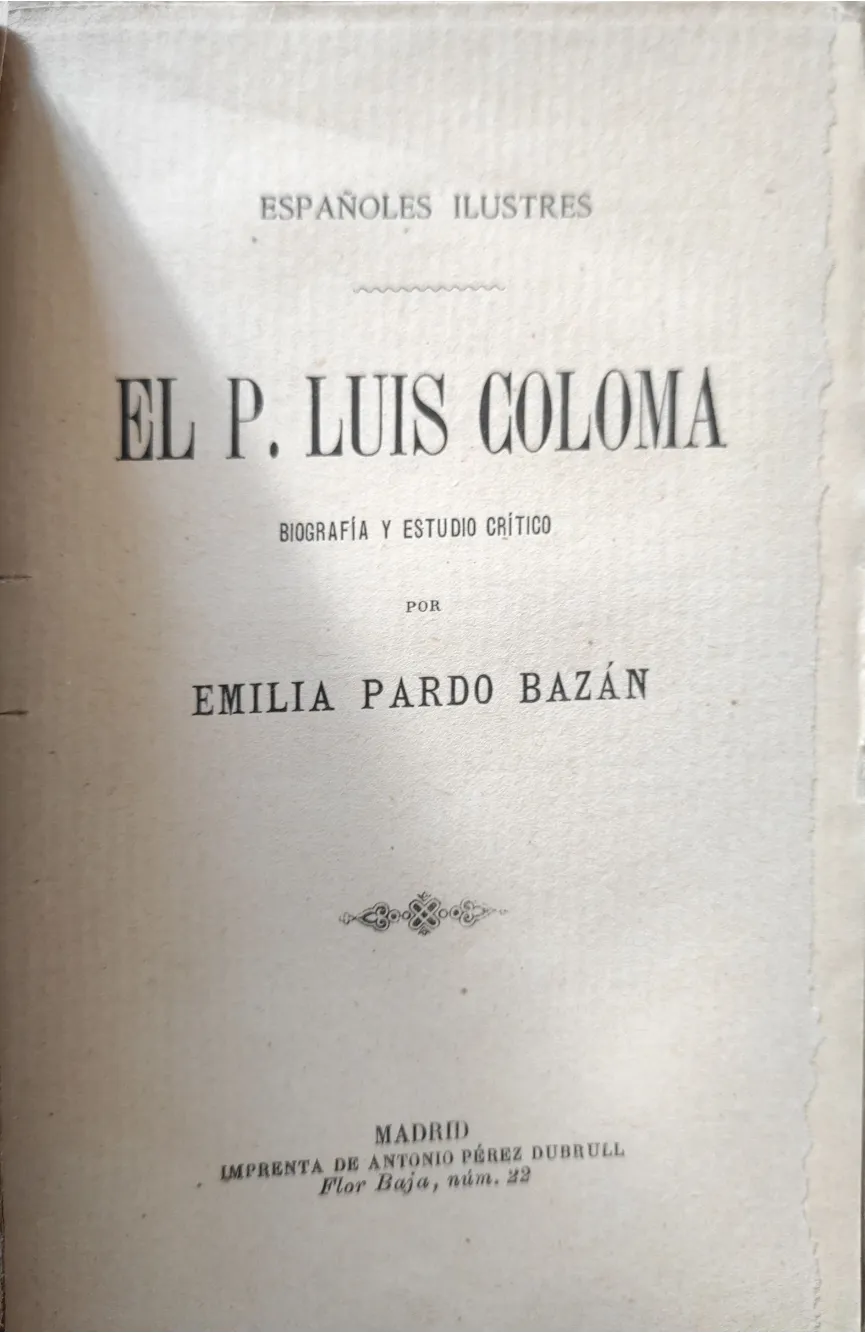 ESPAÑOLES ILUSTRES
EL P. LUIS COLOMA
BIOGRAFÍA Y ESTUDIO CRÍTICO
POR
EMILIA PARDO BAZÁN
MADRID
IMPRENTA DE ANTONIO PÉREZ DUBRULL
Flor Baja, núm. 22